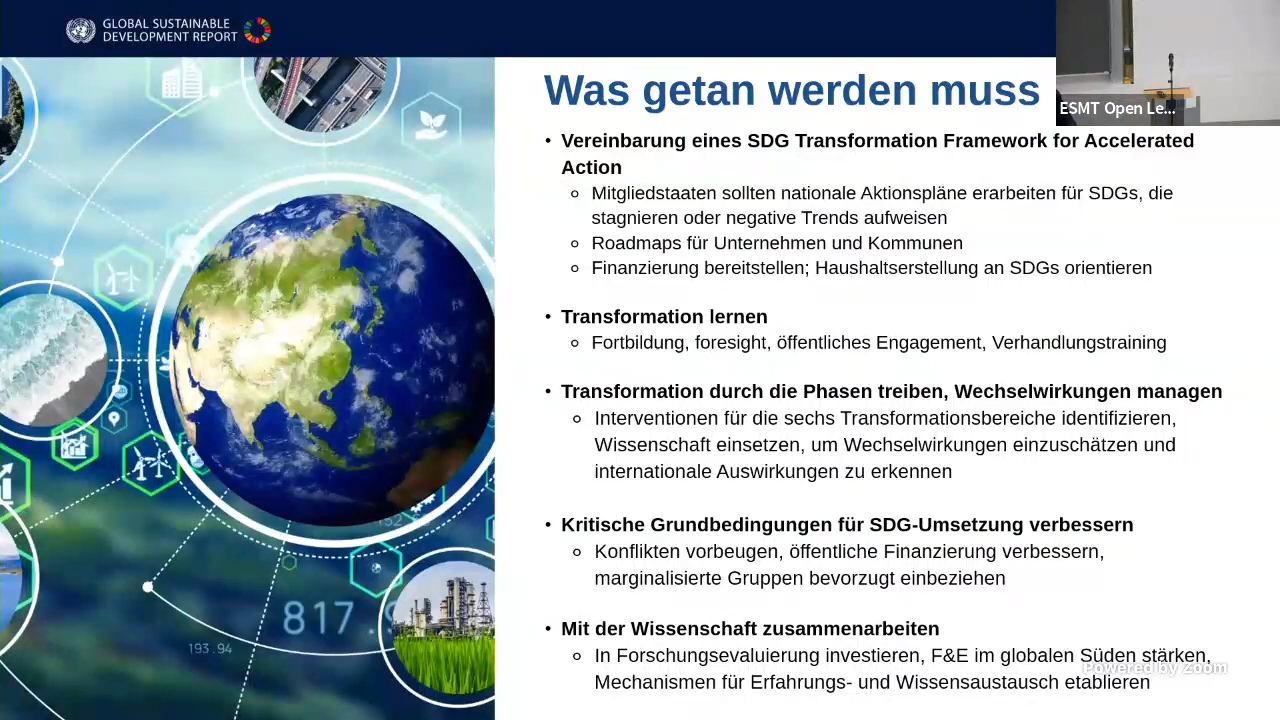 GLOBAL SUSTAINABLE
DEVELOPMENT REPORT
ESMT Open Le...
Was getan werden muss
• Vereinbarung eines SDG Transformation Framework for Accelerated
Action
○ Mitgliedstaaten sollten nationale Aktionspläne erarbeiten für SDGs, die
stagnieren oder negative Trends aufweisen
○ Roadmaps für Unternehmen und Kommunen
○ Finanzierung bereitstellen; Haushaltserstellung an SDGs orientieren
• Transformation lernen
○ Fortbildung, foresight, öffentliches Engagement, Verhandlungstraining
• Transformation durch die Phasen treiben, Wechselwirkungen managen
○ Interventionen für die sechs Transformationsbereiche identifizieren,
Wissenschaft einsetzen, um Wechselwirkungen einzuschätzen und
internationale Auswirkungen zu erkennen
• Kritische Grundbedingungen für SDG-Umsetzung verbessern
○ Konflikten vorbeugen, öffentliche Finanzierung verbessern,
marginalisierte Gruppen bevorzugt einbeziehen
• Mit der Wissenschaft zusammenarbeiten
○ In Forschungsevaluierung investieren, F&E im globalen Süden stärken,
Mechanismen für Erfahrungs- und Wissensaustausch etablieren
Powered by Zoom
817.
193.94